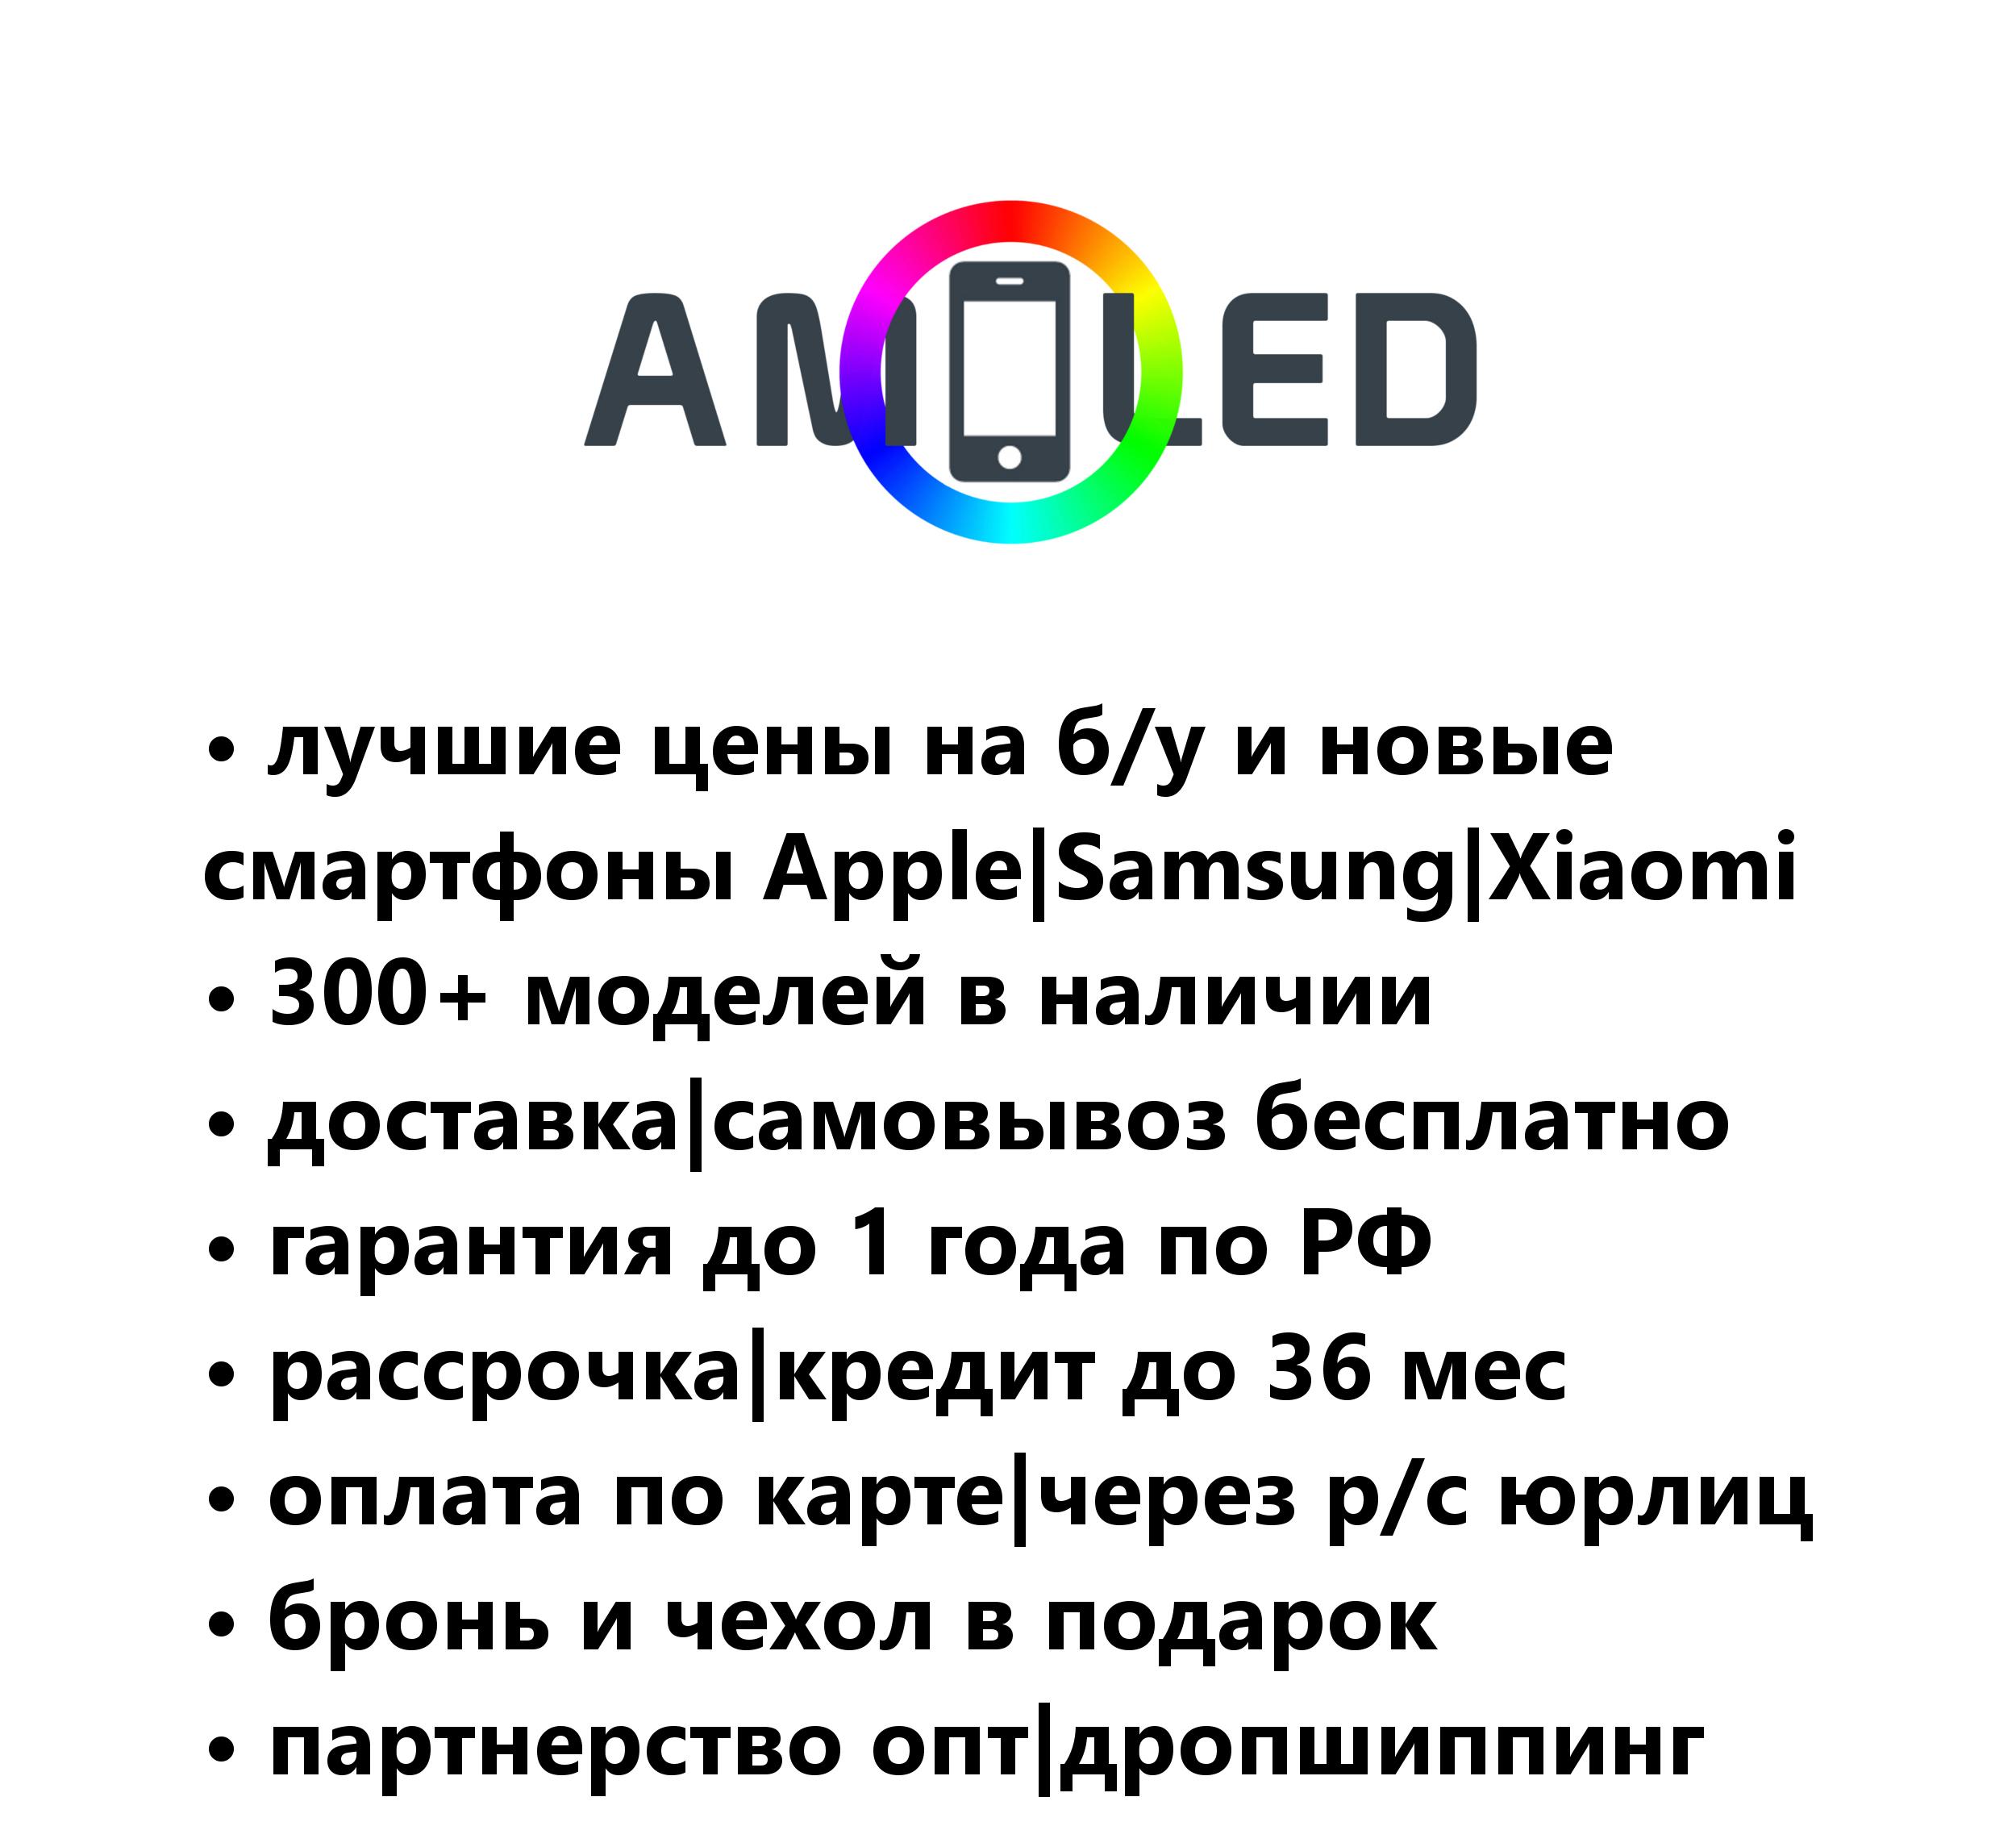 AMOLED
• лучшие цены на б/у и новые
смартфоны Apple|Samsung|Xiaomi
• 300+ моделей в наличии
• доставка|самовывоз бесплатно
• гарантия до 1 года по РФ
• рассрочка|кредит до 36 мес
• оплата по карте|через р/с юрлиц
• бронь и чехол в подарок
• партнерство опт|дропшиппинг